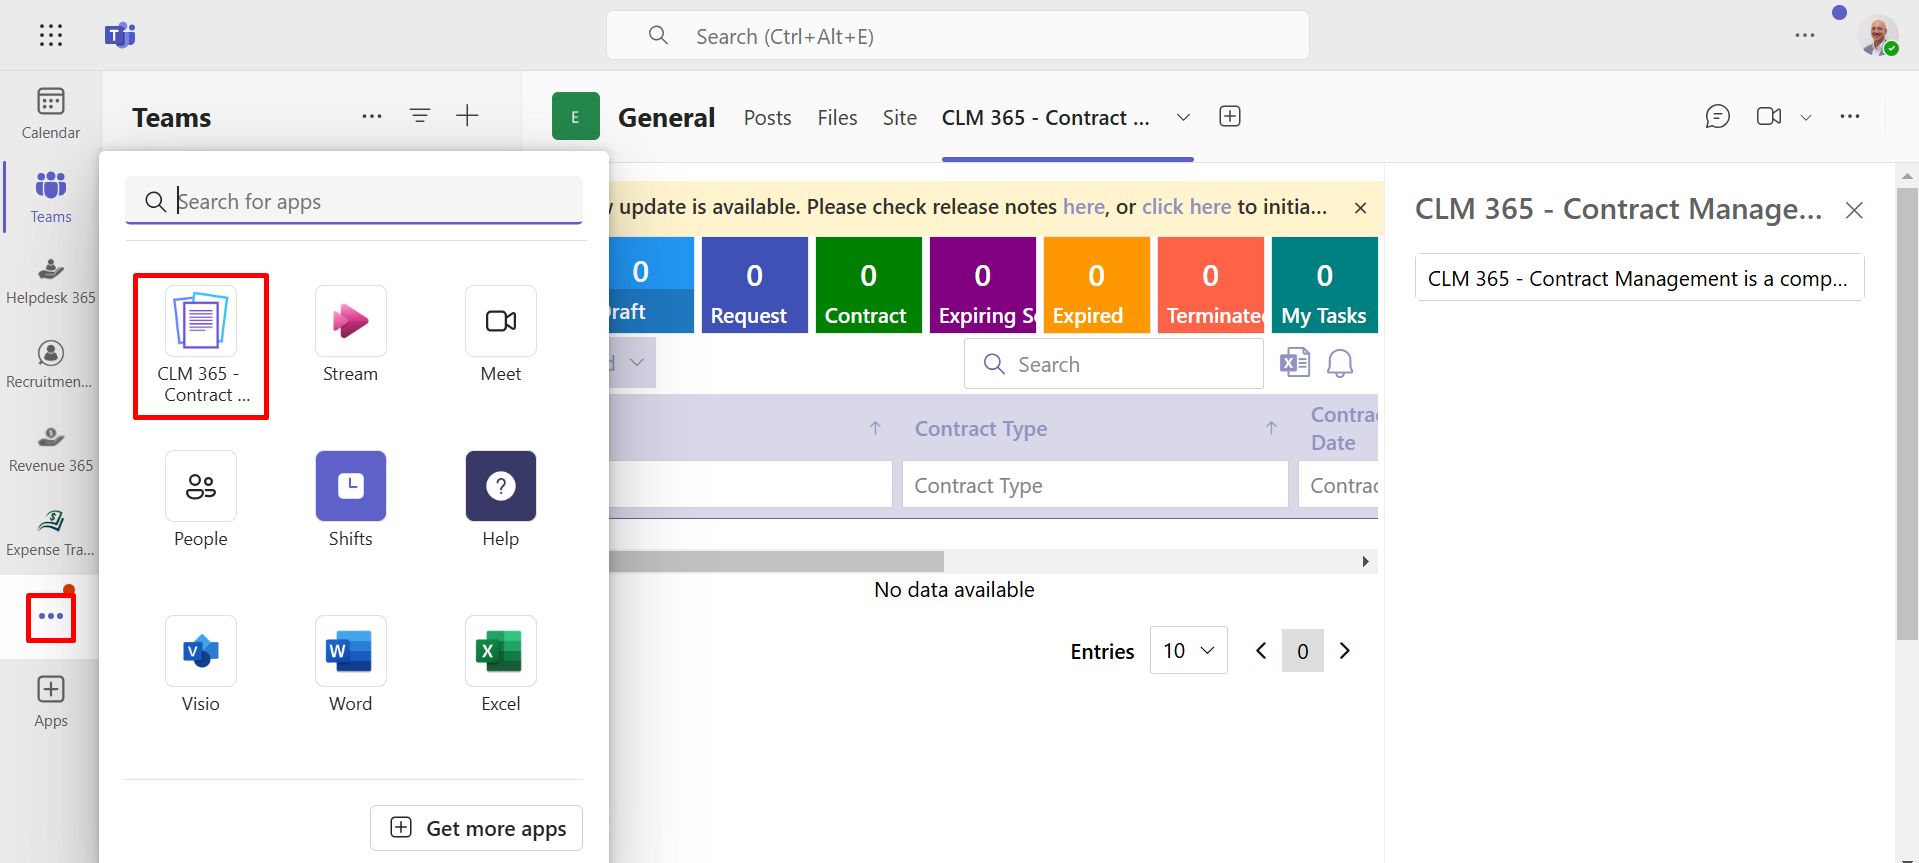 Search (Ctrl+Alt+E)
Calendar
Teams
Helpdesk 365
Recruitmen...
Revenue 365
Expense Tra...
Apps
Teams
E
General
Posts
Files
Site
CLM 365 - Contract ...
Search for apps
CLM 365 -
Contract ...
Stream
Meet
People
Shifts
Help
Visio
Word
Excel
Get more apps
update is available. Please check release notes here, or click here to initia...
0
raft
0
Request
0
Contract
0
Expiring S
0
Expired
0
Terminate
0
My Tasks
Search
Contract Type
Contra
Date
Contract Type
Contrac
No data available
Entries
10
0
CLM 365 - Contract Manage...
CLM 365 - Contract Management is a comp...